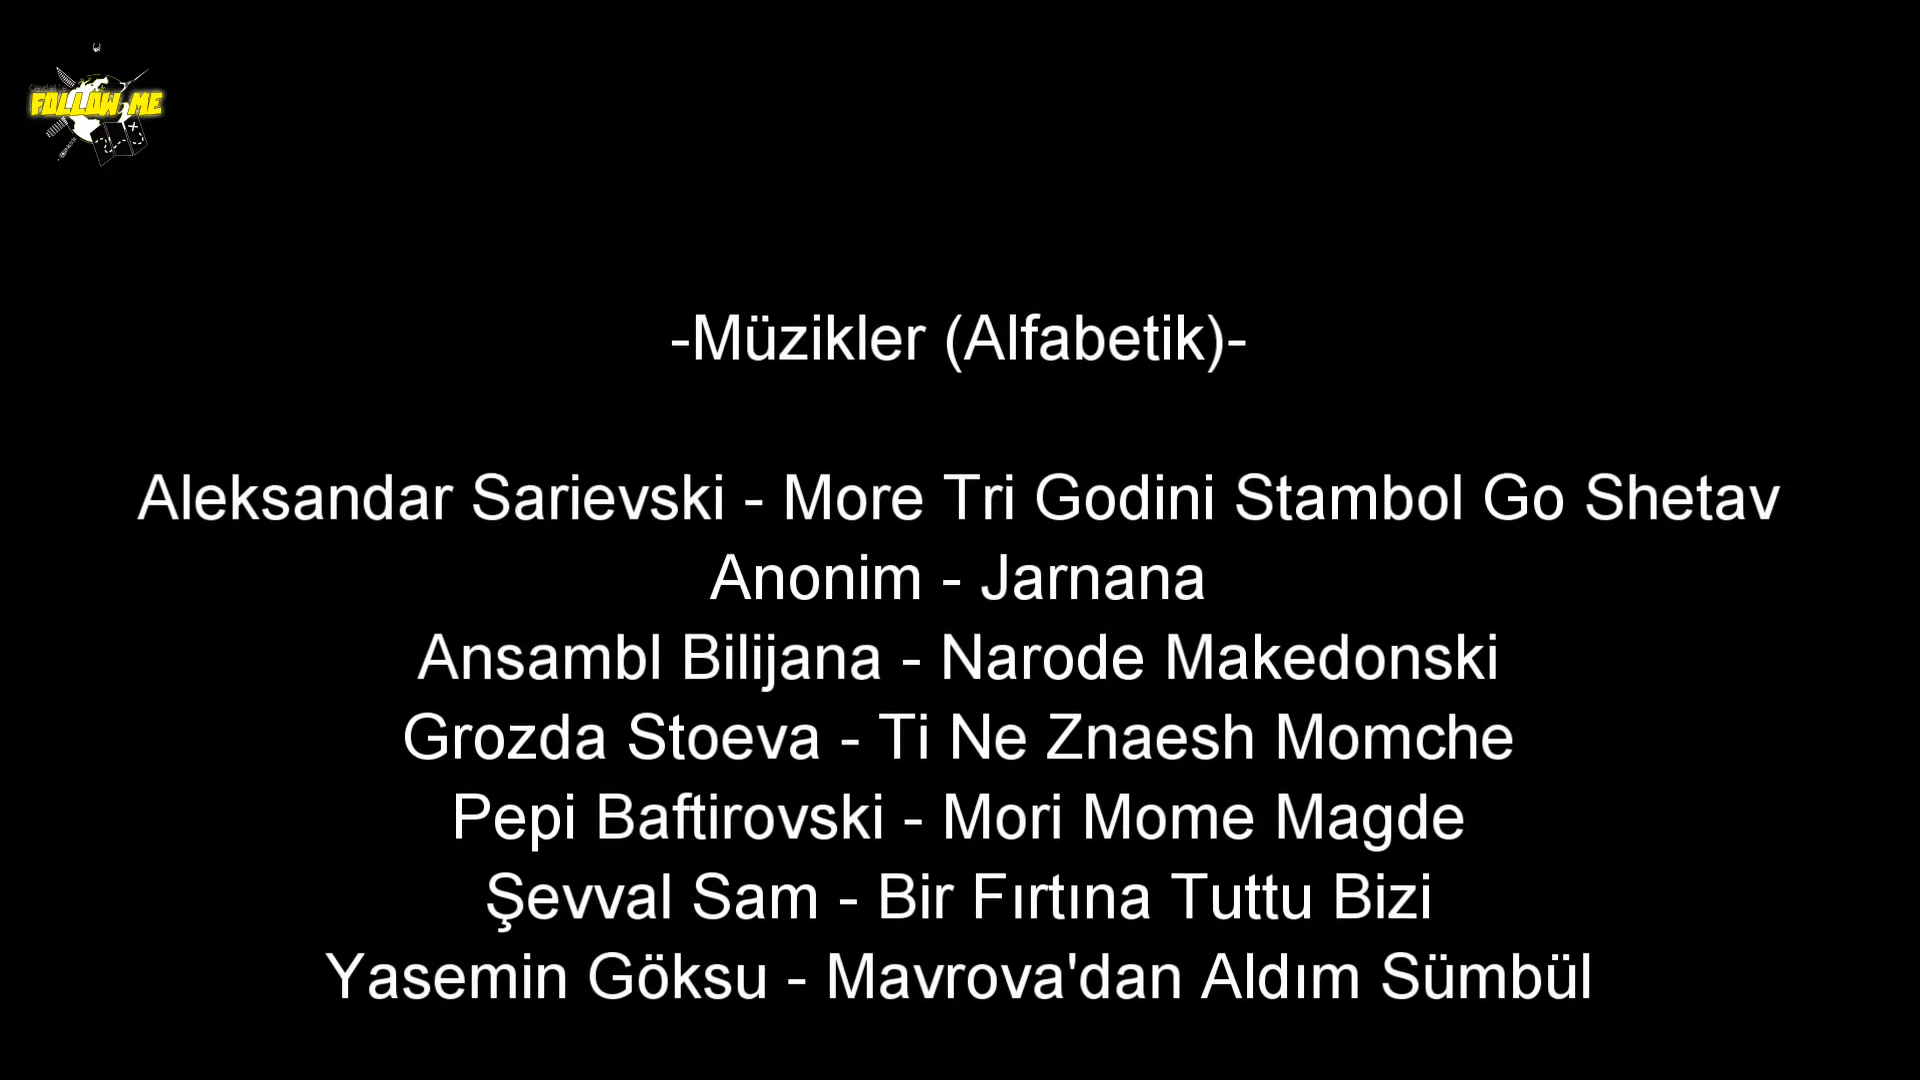 FOLLOW ME
-Müzikler (Alfabetik)-
Aleksandar Sarievski - More Tri Godini Stambol Go Shetav
Anonim - Jarnana
Ansambl Bilijana - Narode Makedonski
Grozda Stoeva - Ti Ne Znaesh Momche
Pepi Baftirovski - Mori Mome Magde
Şevval Sam - Bir Fırtına Tuttu Bizi
Yasemin Göksu - Mavrova'dan Aldım Sümbül